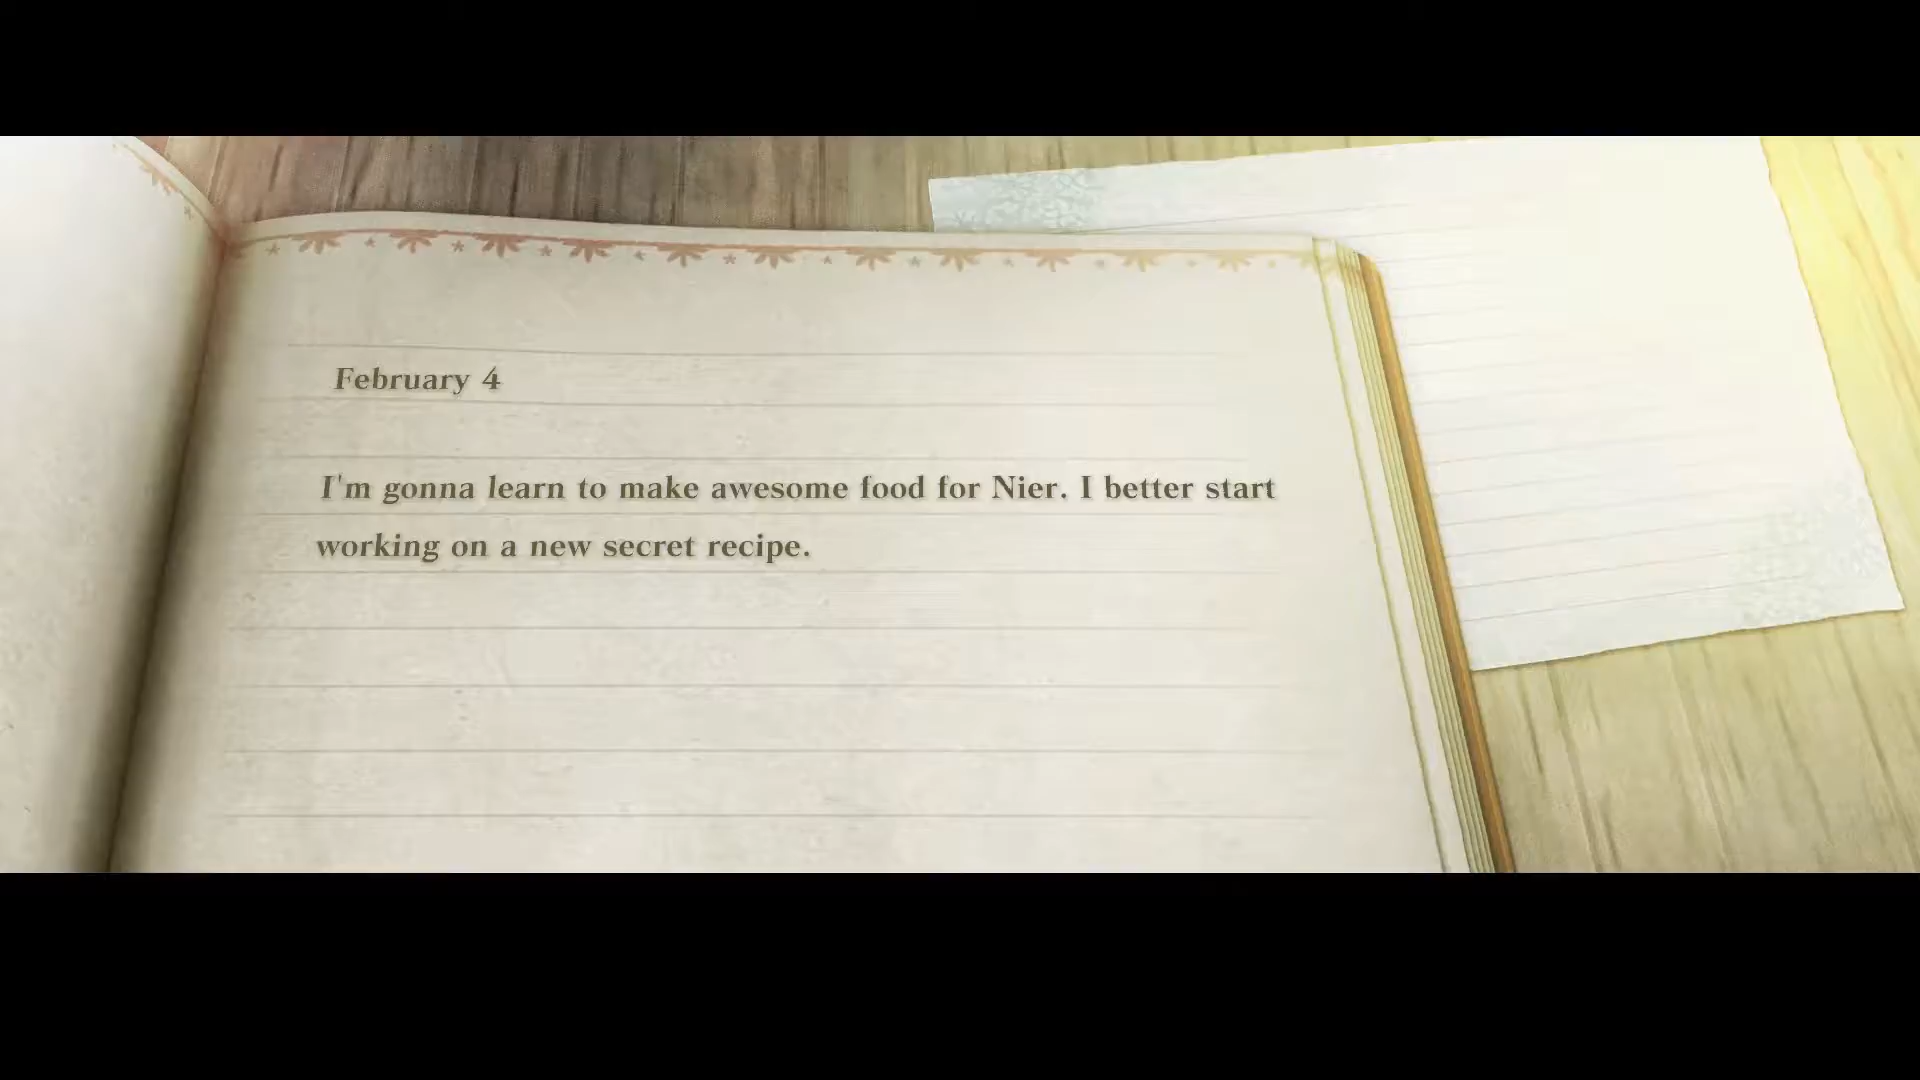 February 4
I'm gonna learn to make awesome food for Nier. I better start
working on a new secret recipe.